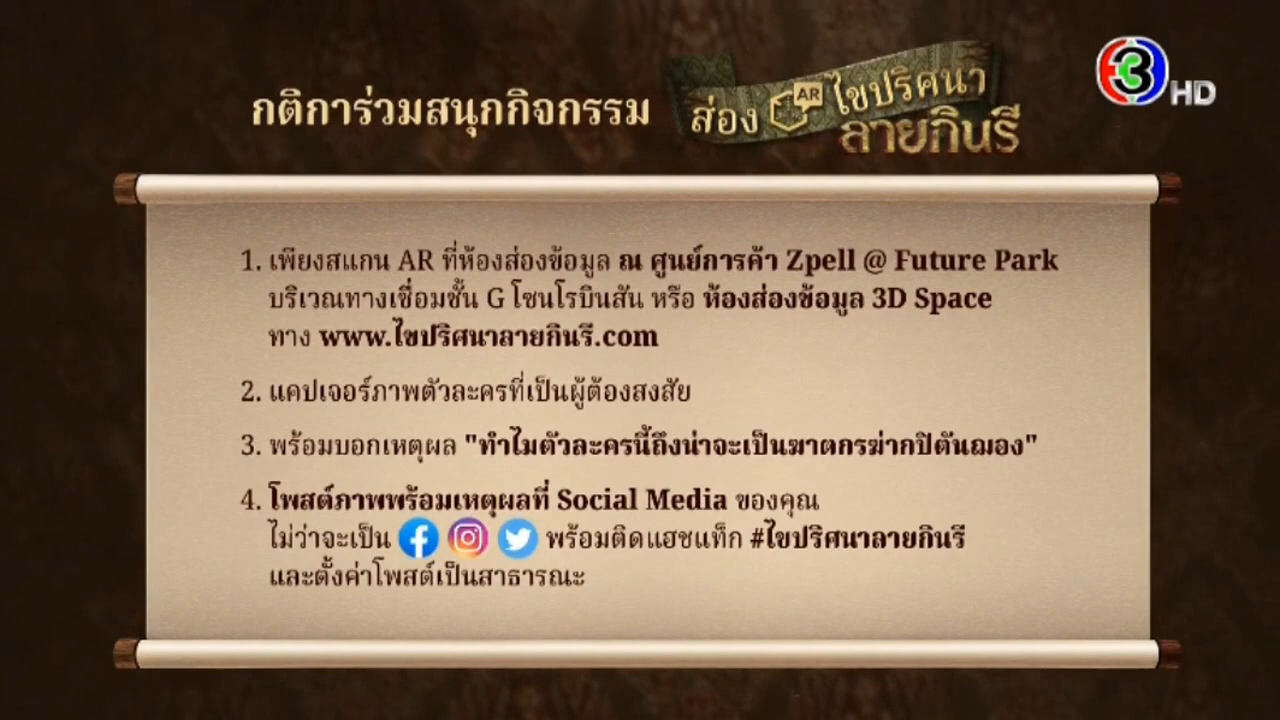 3 HD
กติการ่วมสนุกกิจกรรม ส่อง AR ไขปริศนา
ลายกินรี
1. เพียงสแกน AR ที่ห้องส่องข้อมูล ณ ศูนย์การค้า Zpell @ Future Park
บริเวณทางเชื่อมชั้น G โซนโรบินสัน หรือ ห้องส่องข้อมูล 3D Space
ทาง www.ไขปริศนาลายกินรี.com
2. แคปเจอร์ภาพตัวละครที่เป็นผู้ต้องสงสัย
3. พร้อมบอกเหตุผล "ทำไมตัวละครนี้ถึงน่าจะเป็นฆาตกรฆ่ากปิตันฌอง"
4. โพสต์ภาพพร้อมเหตุผลที่ Social Media ของคุณ
ไม่ว่าจะเป็น พร้อมติดแฮชแท็ก #ไขปริศนาลายกินรี
และตั้งค่าโพสต์เป็นสาธารณะ